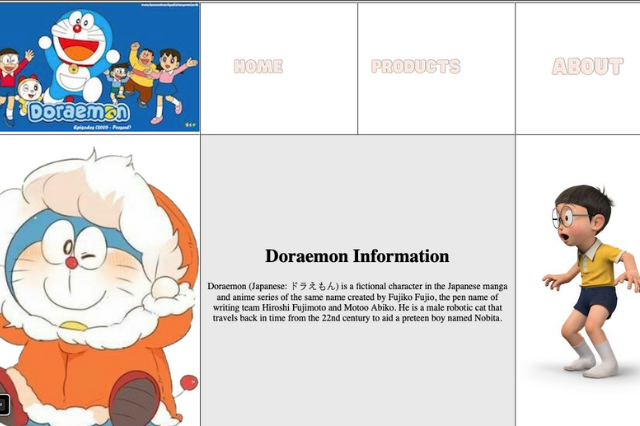 Doraemon
Episodes (2005 - Present)
HOME
PRODUCTS
ABOUT
Doraemon Information
Doraemon (Japanese: ドラえもん) is a fictional character in the Japanese manga
and anime series of the same name created by Fujiko Fujio, the pen name of
writing team Hiroshi Fujimoto and Motoo Abiko. He is a male robotic cat that
travels back in time from the 22nd century to aid a preteen boy named Nobita.